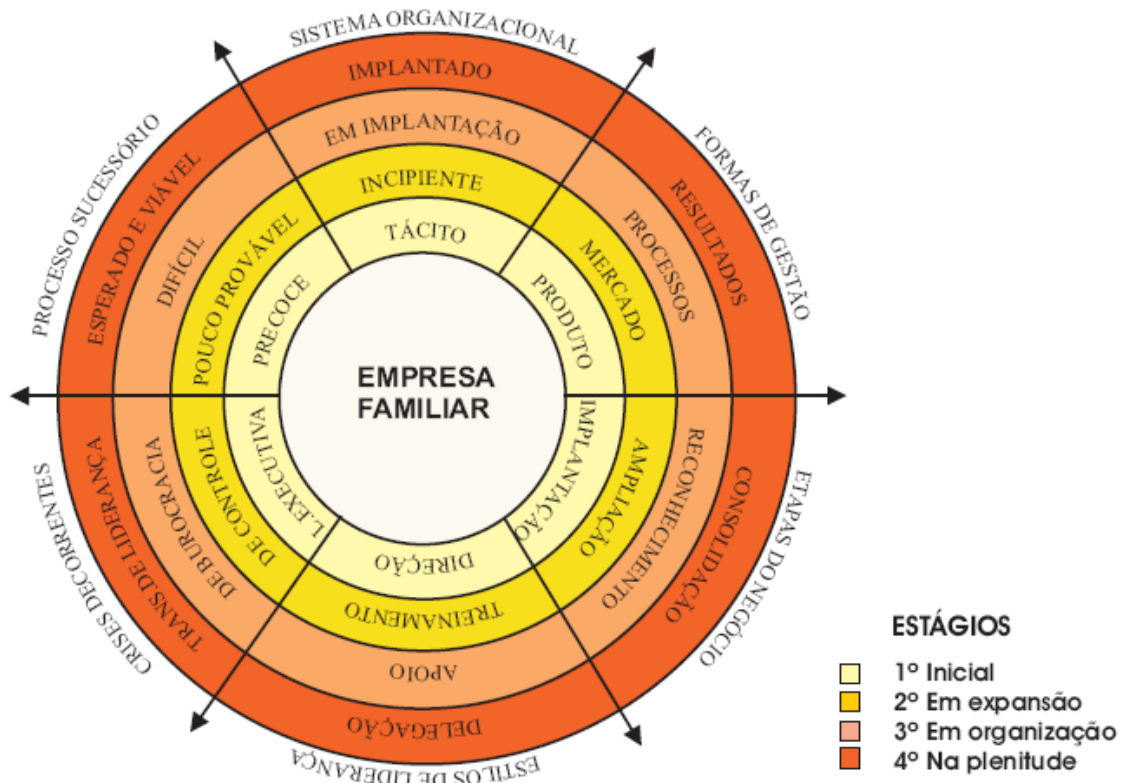 SISTEMA ORGANIZACIONAL
IMPLANTADO
EM IMPLANTAÇÃO
INCIPIENTE
TÁCITO
FORMAS DE GESTÃO
RESULTADOS
PROCESSOS
MERCADO
PRODUTO
ETAPAS DO NEGÓCIO
CONSOLIDAÇÃO
RECONHECIMENTO
AMPLIAÇÃO
IMPLANTAÇÃO
ESTILOS DE LIDERANÇA
DELEGAÇÃO
APOIO
TREINAMENTO
DIREÇÃO
CRISES DECORRENTES
TRANS.DE LIDERANÇA
DE BUROCRACIA
DE CONTROLE
L.EXECUTIVA
PROCESSO SUCESSÓRIO
ESPERADO E VIÁVEL
DIFÍCIL
POUCO PROVÁVEL
PRECOCE
EMPRESA
FAMILIAR
ESTÁGIOS
1º Inicial
2º Em expansão
3º Em organização
4º Na plenitude